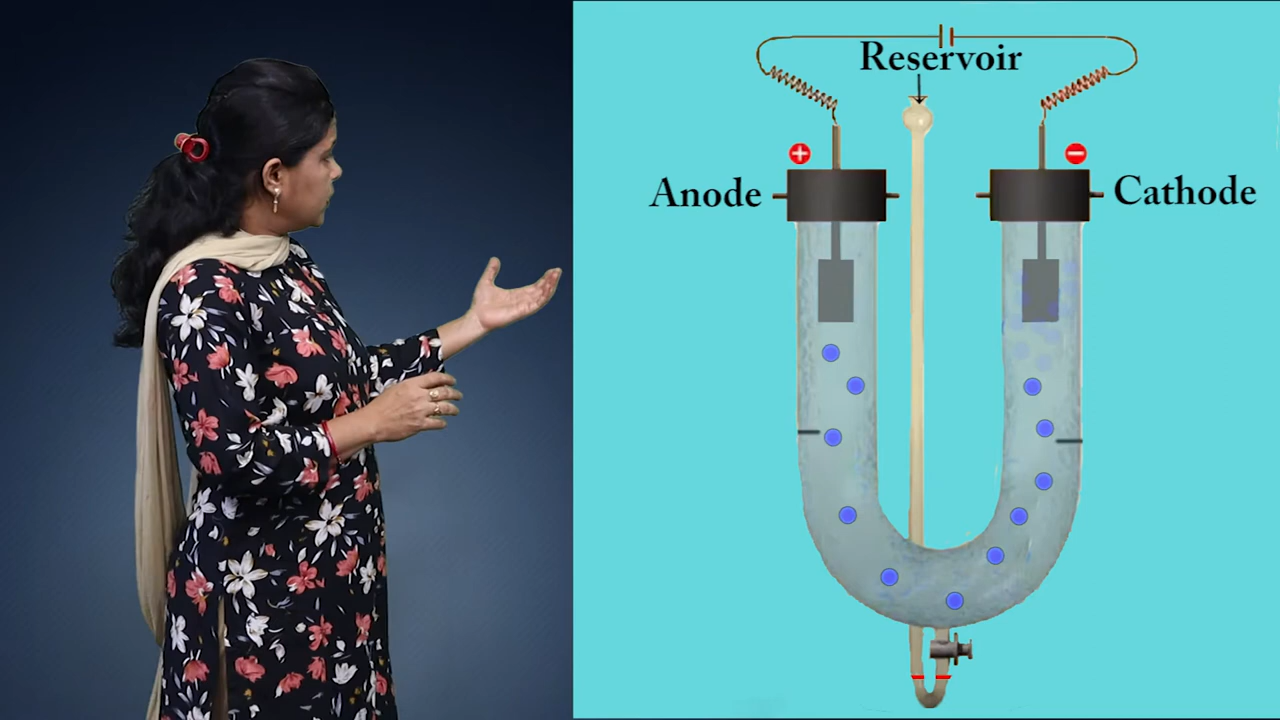 Reservoir
+
−
Anode
Cathode